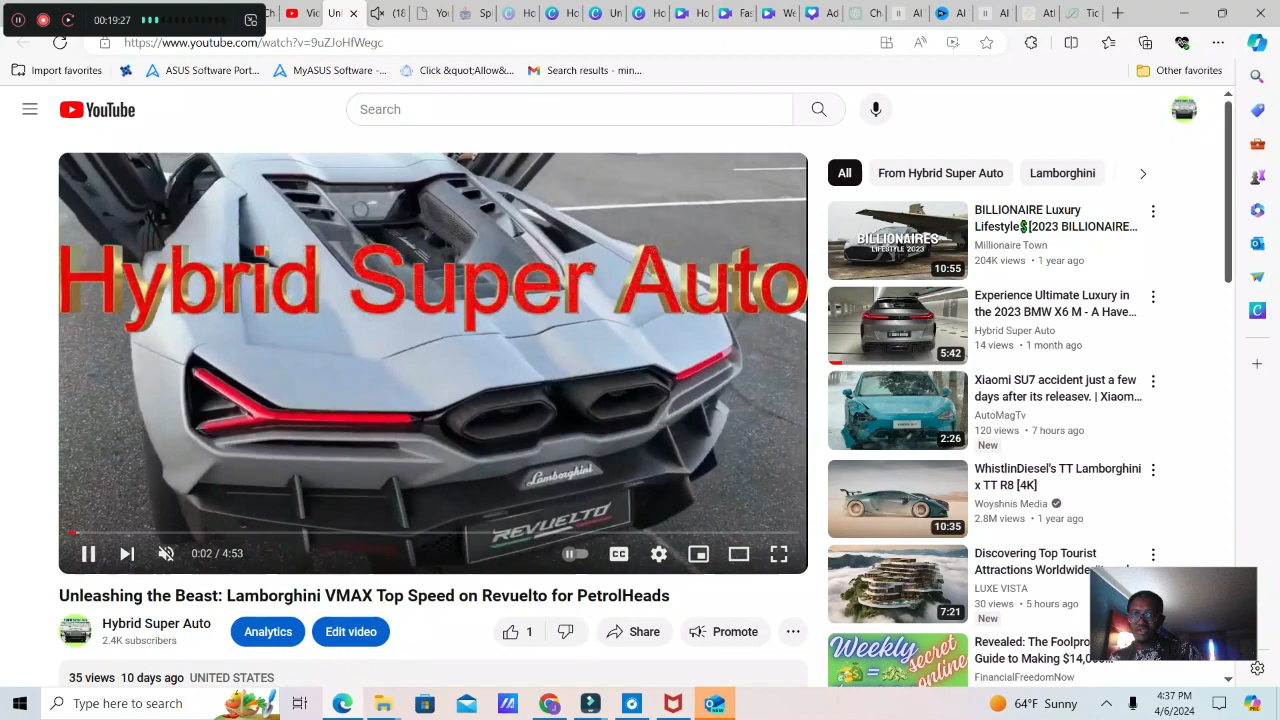 00:19:27
https://www.youtube.com/watch?v=9uZJoHfWegc
Import favorites
ASUS Software Port...
MyASUS Software -...
Click &quot;Allow&...
Search results - min...
Other favorites
YouTube
Search
Hybrid Super Auto
Lamborghini
REVUELTO
0:02 / 4:53
CC
Unleashing the Beast: Lamborghini VMAX Top Speed on Revuelto for PetrolHeads
Hybrid Super Auto
2.4K subscribers
Analytics
Edit video
1
Share
Promote
35 views 10 days ago UNITED STATES
All
From Hybrid Super Auto
Lamborghini
BILLIONAIRES
LIFESTYLE 2023
10:55
BILLIONAIRE Luxury
Lifestyle💲[2023 BILLIONAIRE...
Millionaire Town
204K views • 1 year ago
5:42
Experience Ultimate Luxury in
the 2023 BMW X6 M - A Have...
Hybrid Super Auto
14 views • 1 month ago
2:26
Xiaomi SU7 accident just a few
days after its releasev. | Xiaom...
AutoMagTv
120 views • 7 hours ago
New
10:35
WhistlinDiesel's TT Lamborghini
x TT R8 [4K]
Woyshnis Media
2.8M views • 1 year ago
7:21
Discovering Top Tourist
Attractions Worldwide
LUXE VISTA
30 views • 5 hours ago
New
Weekly
secret
online
Revealed: The Foolpro
Guide to Making $14,0
FinancialFreedomNow
Type here to search
64°F Sunny
4:37 PM
4/6/2024